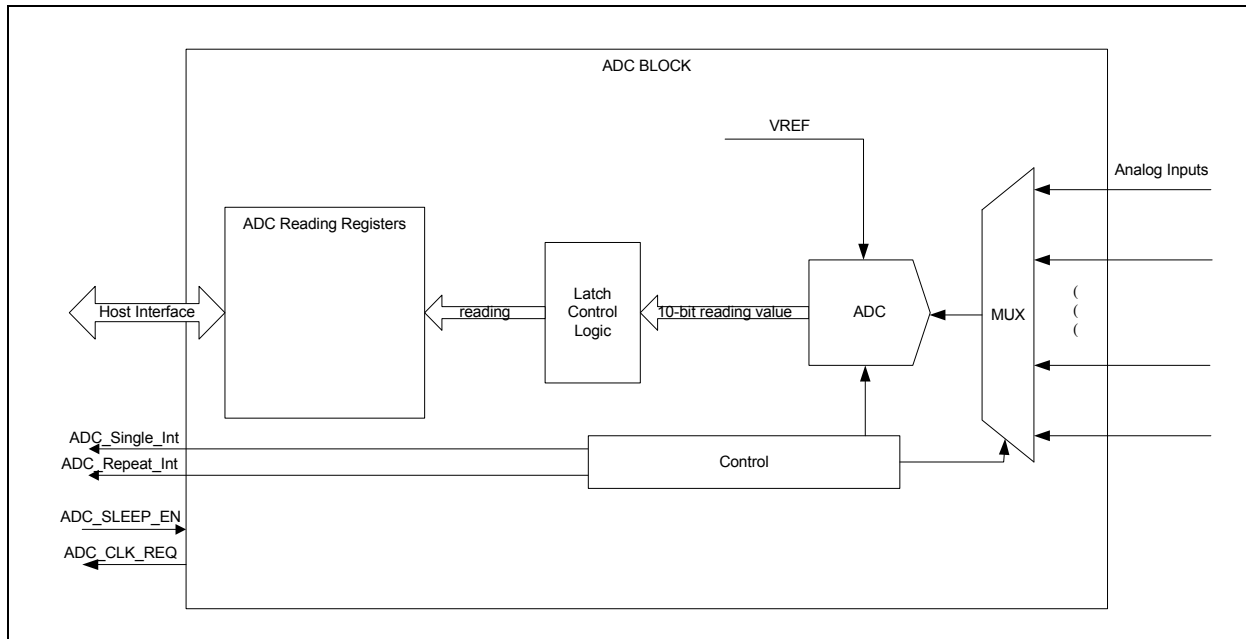 ADC BLOCK
VREF
Analog Inputs
ADC Reading Registers
Latch
Control
Logic
Host Interface
reading
10-bit reading value
ADC
MUX
(
(
(
ADC_Single_Int
ADC_Repeat_Int
Control
ADC_SLEEP_EN
ADC_CLK_REQ